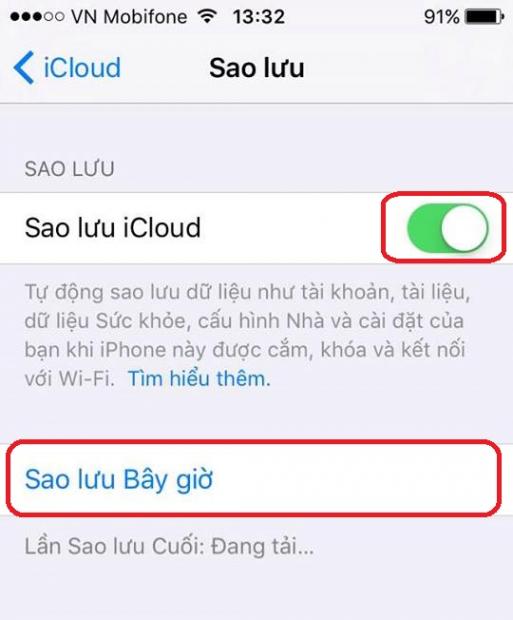 VN Mobifone 13:32 91%
iCloud Sao lưu
SAO LƯU
Sao lưu iCloud
Tự động sao lưu dữ liệu như tài khoản, tài liệu,
dữ liệu Sức khỏe, cấu hình Nhà và cài đặt của
bạn khi iPhone này được cắm, khóa và kết nối
với Wi-Fi. Tìm hiểu thêm.
Sao lưu Bây giờ
Lần Sao lưu Cuối: Đang tải...